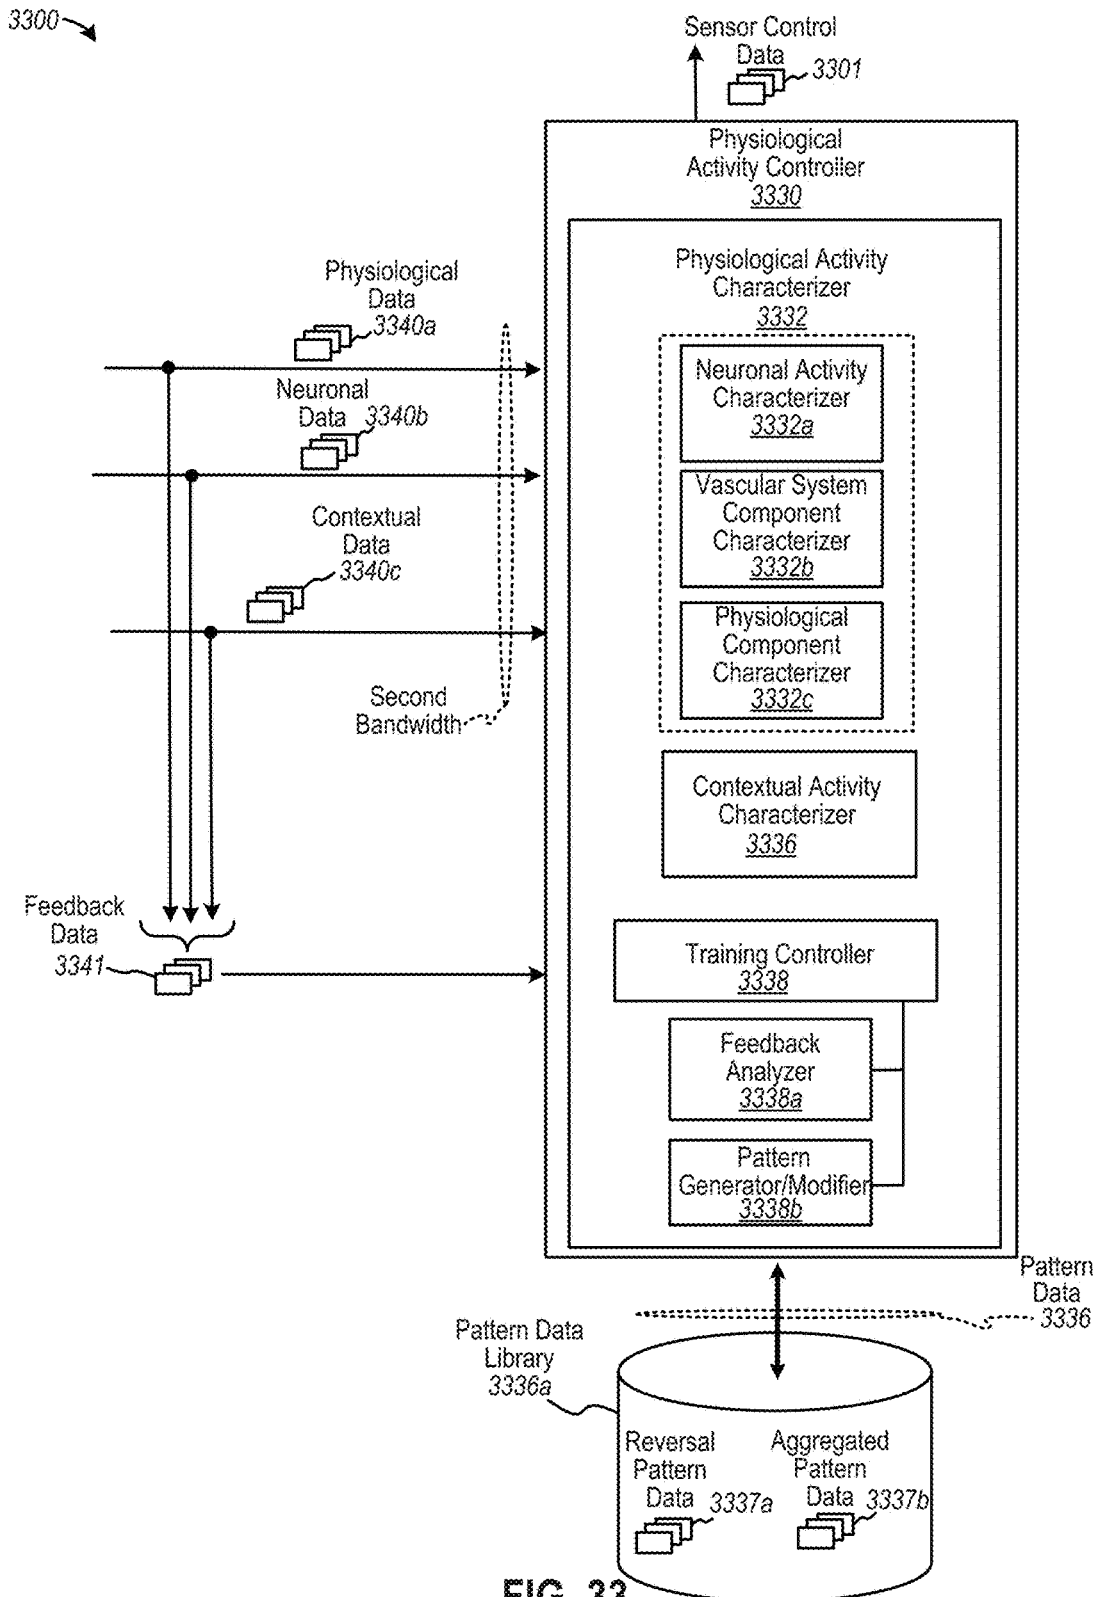 3300
Sensor Control
Data
3301
Physiological
Activity Controller
3330
Physiological Activity
Characterizer
3332
Neuronal Activity
Characterizer
3332a
Vascular System
Component
Characterizer
3332b
Physiological
Component
Characterizer
3332c
Contextual Activity
Characterizer
3336
Training Controller
3338
Feedback
Analyzer
3338a
Pattern
Generator/Modifier
3338b
Physiological
Data
3340a
Neuronal
Data
3340b
Contextual
Data
3340c
Second
Bandwidth
Feedback
Data
3341
Pattern
Data
3336
Pattern Data
Library
3336a
Reversal
Pattern
Data
3337a
Aggregated
Pattern
Data
3337b
FIG. 33